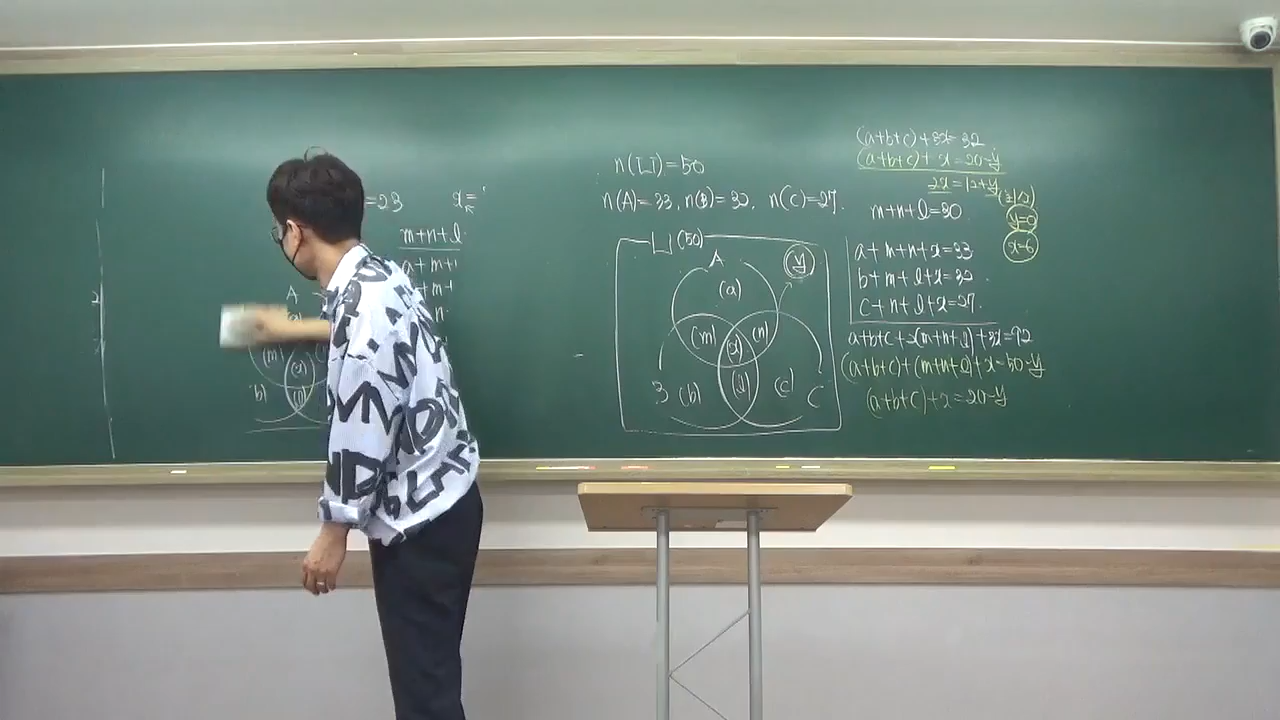 =23
x=
m+n+l
a+m+
+m+
n
A
(m)
(x)
(b)
(l)
n(U)=50
n(A)=33, n(B)=32, n(C)=27.
U (50)
A
y
(a)
(m)
(n)
(x)
B
(b)
(l)
(c)
C
(a+b+c)+3x=32
(a+b+c)+x=20-y
2x=12+y
m+n+l=30
y=0
x=6
a+m+n+x=33
b+m+l+x=32
c+n+l+x=27.
a+b+c+2(m+n+l)+3x=92
(a+b+c)+(m+n+l)+x=50-y
(a+b+c)+x=20-y